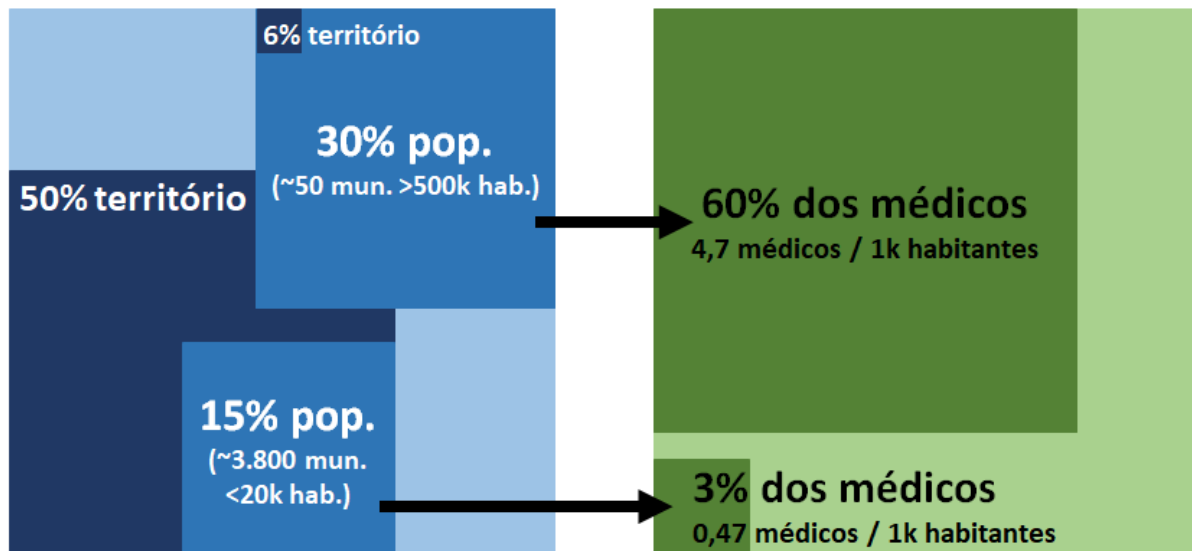 6% território
30% pop.
(~50 mun. >500k hab.)
50% território
60% dos médicos
4,7 médicos / 1k habitantes
15% pop.
(~3.800 mun.
<20k hab.)
3% dos médicos
0,47 médicos / 1k habitantes